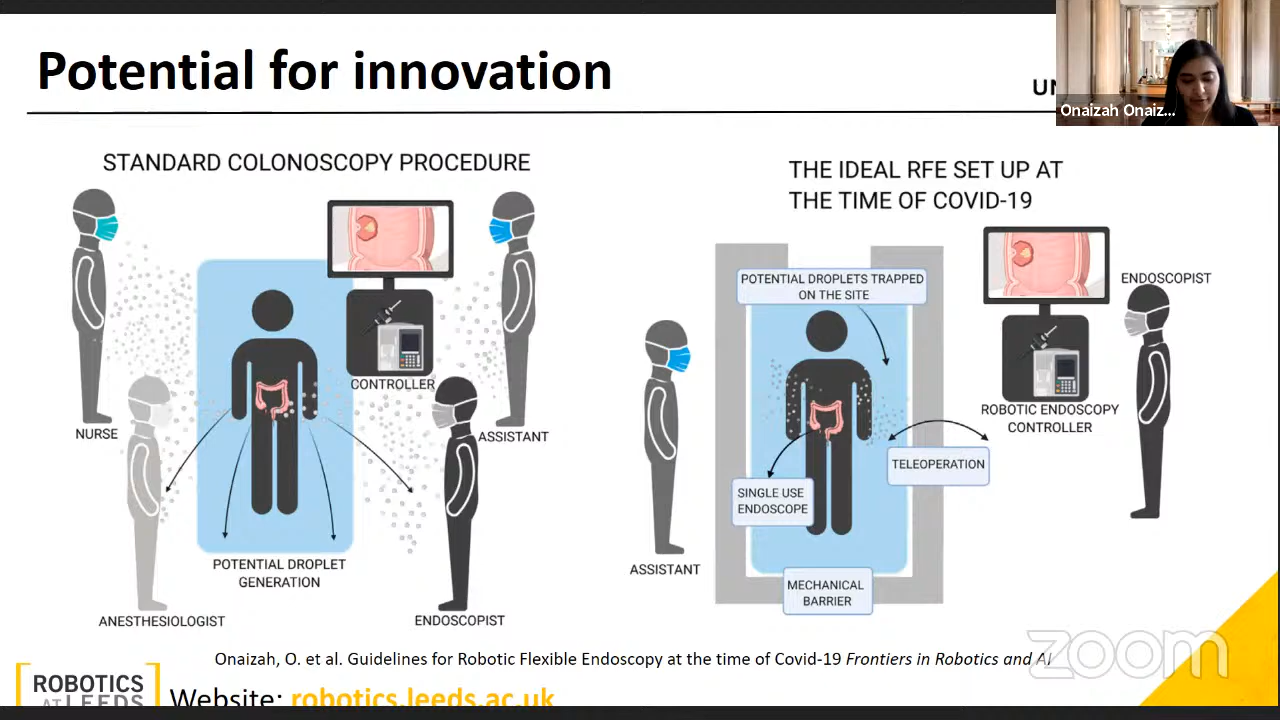 Potential for innovation
UN
Onaizah Onaiz...
STANDARD COLONOSCOPY PROCEDURE
THE IDEAL RFE SET UP AT
THE TIME OF COVID-19
NURSE
CONTROLLER
ASSISTANT
POTENTIAL DROPLET
GENERATION
ANESTHESIOLOGIST
ENDOSCOPIST
POTENTIAL DROPLETS TRAPPED
ON THE SITE
ENDOSCOPIST
ROBOTIC ENDOSCOPY
CONTROLLER
TELEOPERATION
SINGLE USE
ENDOSCOPE
ASSISTANT
MECHANICAL
BARRIER
Onaizah, O. et al. Guidelines for Robotic Flexible Endoscopy at the time of Covid-19 Frontiers in Robotics and AI
zoom
ROBOTICS
AT LEEDS
Website: robotics.leeds.ac.uk